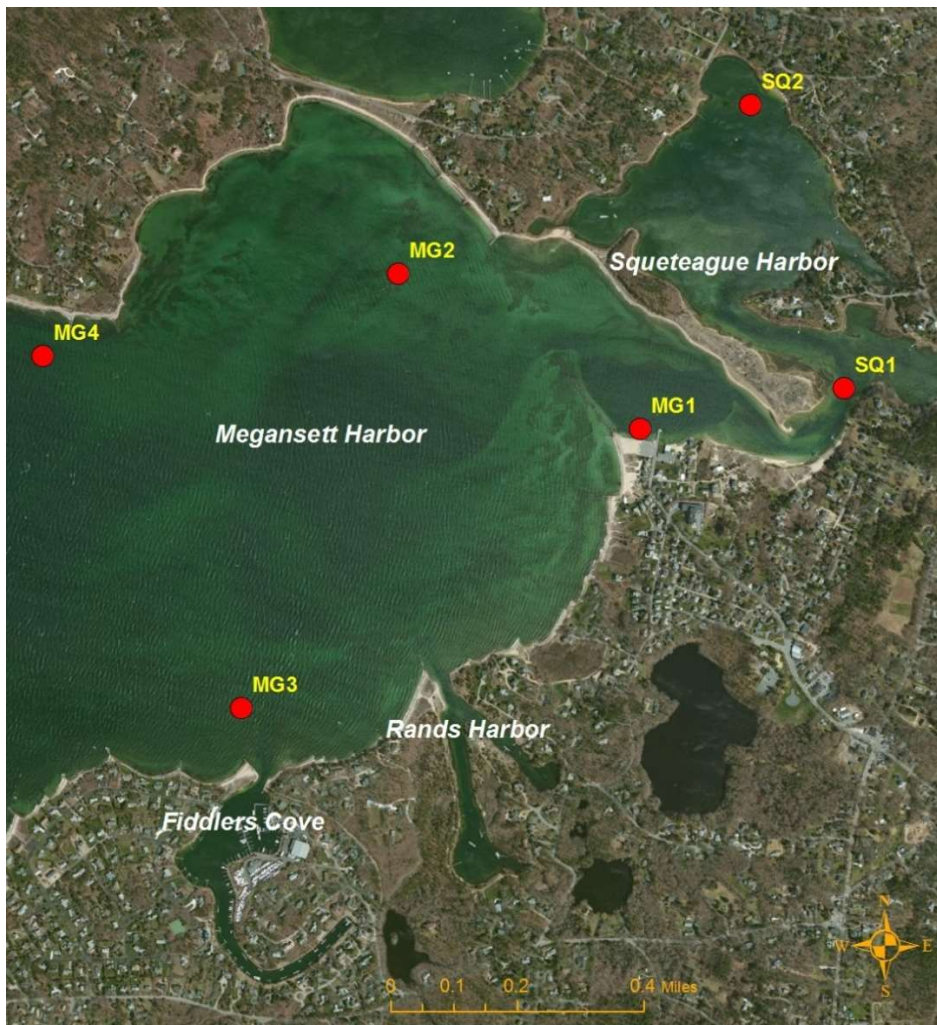 SQ2
MG2
Squeteague Harbor
MG4
SQ1
MG1
Megansett Harbor
MG3
Rands Harbor
Fiddlers Cove
N
W E
S
0 0.1 0.2 0.4 Miles